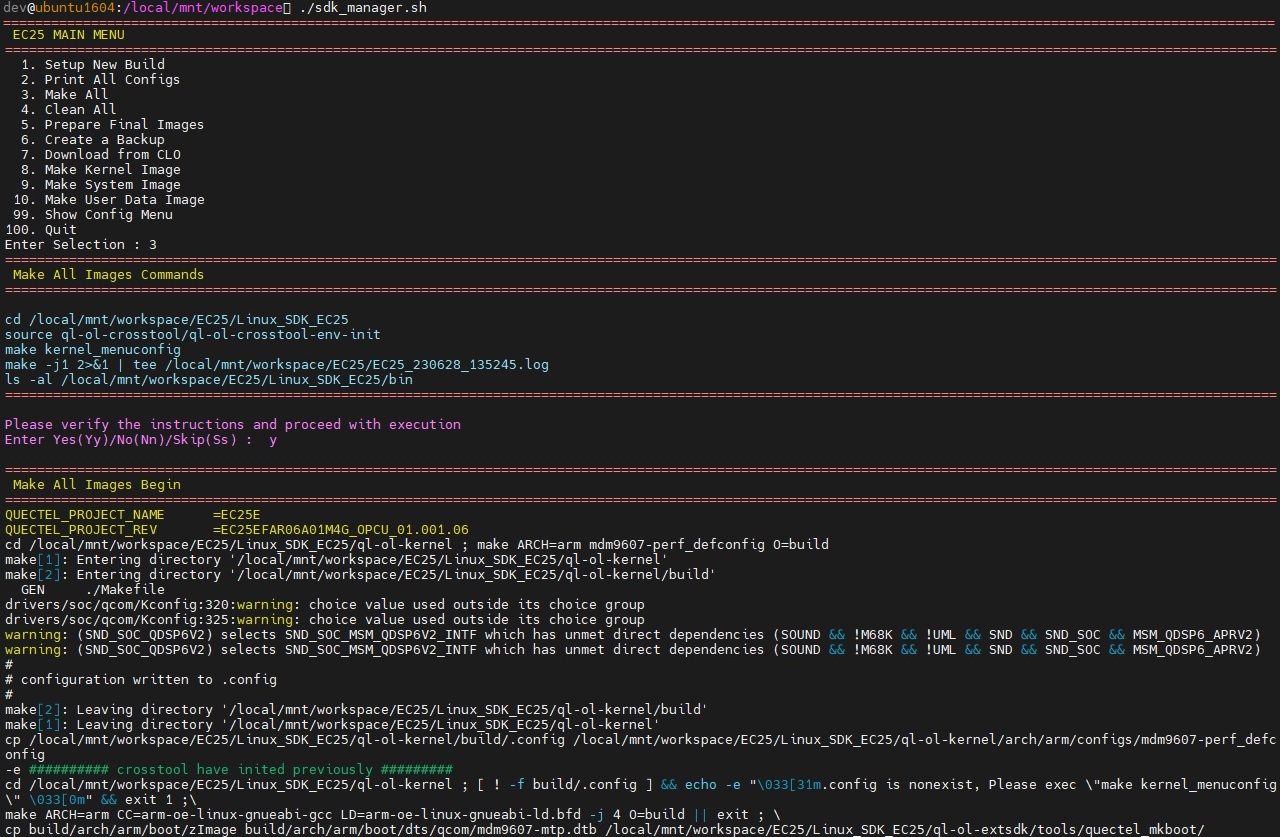 dev@ubuntu1604:/local/mnt/workspace▯ ./sdk_manager.sh
===============================================================================================================================================================
 EC25 MAIN MENU
===============================================================================================================================================================
  1. Setup New Build
  2. Print All Configs
  3. Make All
  4. Clean All
  5. Prepare Final Images
  6. Create a Backup
  7. Download from CLO
  8. Make Kernel Image
  9. Make System Image
 10. Make User Data Image
 99. Show Config Menu
100. Quit
Enter Selection : 3
===============================================================================================================================================================
 Make All Images Commands
===============================================================================================================================================================
cd /local/mnt/workspace/EC25/Linux_SDK_EC25
source ql-ol-crosstool/ql-ol-crosstool-env-init
make kernel_menuconfig
make -j1 2>&1 | tee /local/mnt/workspace/EC25/EC25_230628_135245.log
ls -al /local/mnt/workspace/EC25/Linux_SDK_EC25/bin
===============================================================================================================================================================
Please verify the instructions and proceed with execution
Enter Yes(Yy)/No(Nn)/Skip(Ss) :  y
===============================================================================================================================================================
 Make All Images Begin
===============================================================================================================================================================
QUECTEL_PROJECT_NAME      =EC25E
QUECTEL_PROJECT_REV       =EC25EFAR06A01M4G_OPCU_01.001.06
cd /local/mnt/workspace/EC25/Linux_SDK_EC25/ql-ol-kernel ; make ARCH=arm mdm9607-perf_defconfig O=build
make[1]: Entering directory '/local/mnt/workspace/EC25/Linux_SDK_EC25/ql-ol-kernel'
make[2]: Entering directory '/local/mnt/workspace/EC25/Linux_SDK_EC25/ql-ol-kernel/build'
  GEN     ./Makefile
drivers/soc/qcom/Kconfig:320:warning: choice value used outside its choice group
drivers/soc/qcom/Kconfig:325:warning: choice value used outside its choice group
warning: (SND_SOC_QDSP6V2) selects SND_SOC_MSM_QDSP6V2_INTF which has unmet direct dependencies (SOUND && !M68K && !UML && SND && SND_SOC && MSM_QDSP6_APRV2)
warning: (SND_SOC_QDSP6V2) selects SND_SOC_MSM_QDSP6V2_INTF which has unmet direct dependencies (SOUND && !M68K && !UML && SND && SND_SOC && MSM_QDSP6_APRV2)
#
# configuration written to .config
#
make[2]: Leaving directory '/local/mnt/workspace/EC25/Linux_SDK_EC25/ql-ol-kernel/build'
make[1]: Leaving directory '/local/mnt/workspace/EC25/Linux_SDK_EC25/ql-ol-kernel'
cp /local/mnt/workspace/EC25/Linux_SDK_EC25/ql-ol-kernel/build/.config /local/mnt/workspace/EC25/Linux_SDK_EC25/ql-ol-kernel/arch/arm/configs/mdm9607-perf_defc
onfig
-e ########## crosstool have inited previously #########
cd /local/mnt/workspace/EC25/Linux_SDK_EC25/ql-ol-kernel ; [ ! -f build/.config ] && echo -e "\033[31m.config is nonexist, Please exec \"make kernel_menuconfig
\" \033[0m" && exit 1 ;\
make ARCH=arm CC=arm-oe-linux-gnueabi-gcc LD=arm-oe-linux-gnueabi-ld.bfd -j 4 O=build || exit ; \
cp build/arch/arm/boot/zImage build/arch/arm/boot/dts/qcom/mdm9607-mtp.dtb /local/mnt/workspace/EC25/Linux_SDK_EC25/ql-ol-extsdk/tools/quectel_mkboot/